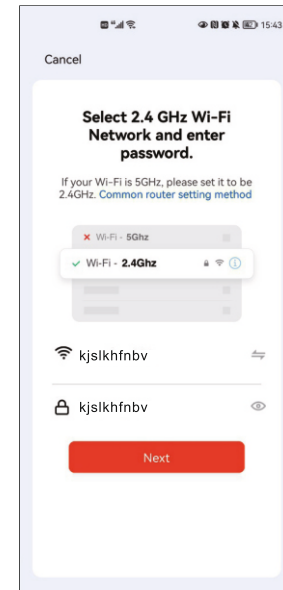 15:43
Cancel
Select 2.4 GHz Wi-Fi
Network and enter
password.
If your Wi-Fi is 5GHz, please set it to be
2.4GHz. Common router setting method
Wi-Fi - 5Ghz
Wi-Fi - 2.4Ghz
kjslkhfnbv
kjslkhfnbv
Next